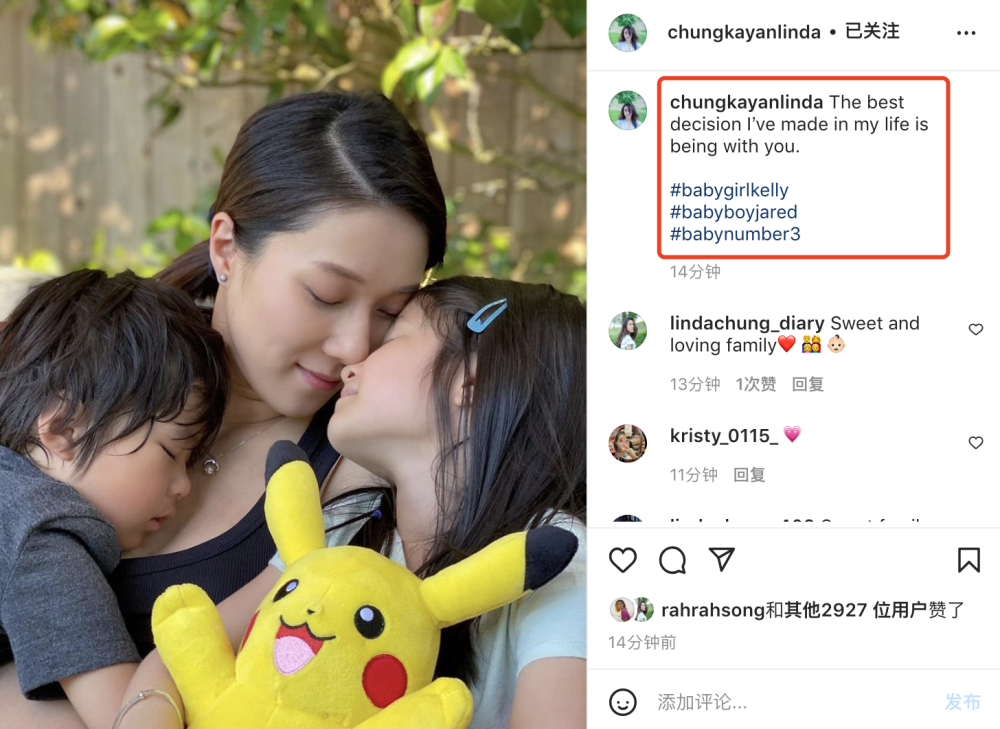 chungkayanlinda • 已关注
chungkayanlinda The best
decision I’ve made in my life is
being with you.
#babygirlkelly
#babyboyjared
#babynumber3
14分钟
lindachung_diary Sweet and
loving family❤️👨‍👩‍👧‍👦👶🏻
13分钟 1次赞 回复
kristy_0115_ 💗
11分钟 回复
rahrahsong和其他2927 位用户赞了
14分钟前
添加评论... 发布